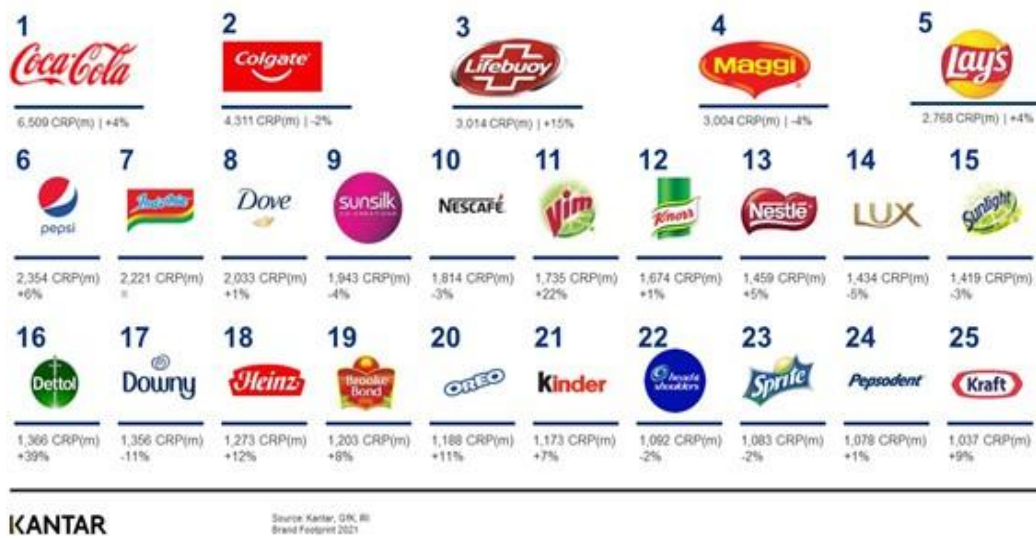 1
Coca-Cola
6,509 CRP(m) | +4%
2
Colgate
4,311 CRP(m) | -2%
3
Lifebuoy
3,014 CRP(m) | +15%
4
Maggi
3,004 CRP(m) | -4%
5
Lay's
2,768 CRP(m) | +4%
6
pepsi
2,354 CRP(m)
+6%
7
Indomie
2,221 CRP(m)
=
8
Dove
2,033 CRP(m)
+1%
9
sunsilk
1,943 CRP(m)
-4%
10
NESCAFÉ
1,814 CRP(m)
-3%
11
Vim
1,735 CRP(m)
+22%
12
Knorr
1,674 CRP(m)
+1%
13
Nestlé
1,459 CRP(m)
+5%
14
LUX
1,434 CRP(m)
-5%
15
Sunlight
1,419 CRP(m)
-3%
16
Dettol
1,366 CRP(m)
+39%
17
Downy
1,356 CRP(m)
-11%
18
Heinz
1,273 CRP(m)
+12%
19
Brooke
Bond
1,203 CRP(m)
+8%
20
OREO
1,188 CRP(m)
+11%
21
Kinder
1,173 CRP(m)
+7%
22
head &
shoulders
1,092 CRP(m)
-2%
23
Sprite
1,083 CRP(m)
-2%
24
Pepsodent
1,078 CRP(m)
+1%
25
Kraft
1,037 CRP(m)
+9%
KANTAR
Source: Kantar, GfK, IRI
Brand Footprint 2021